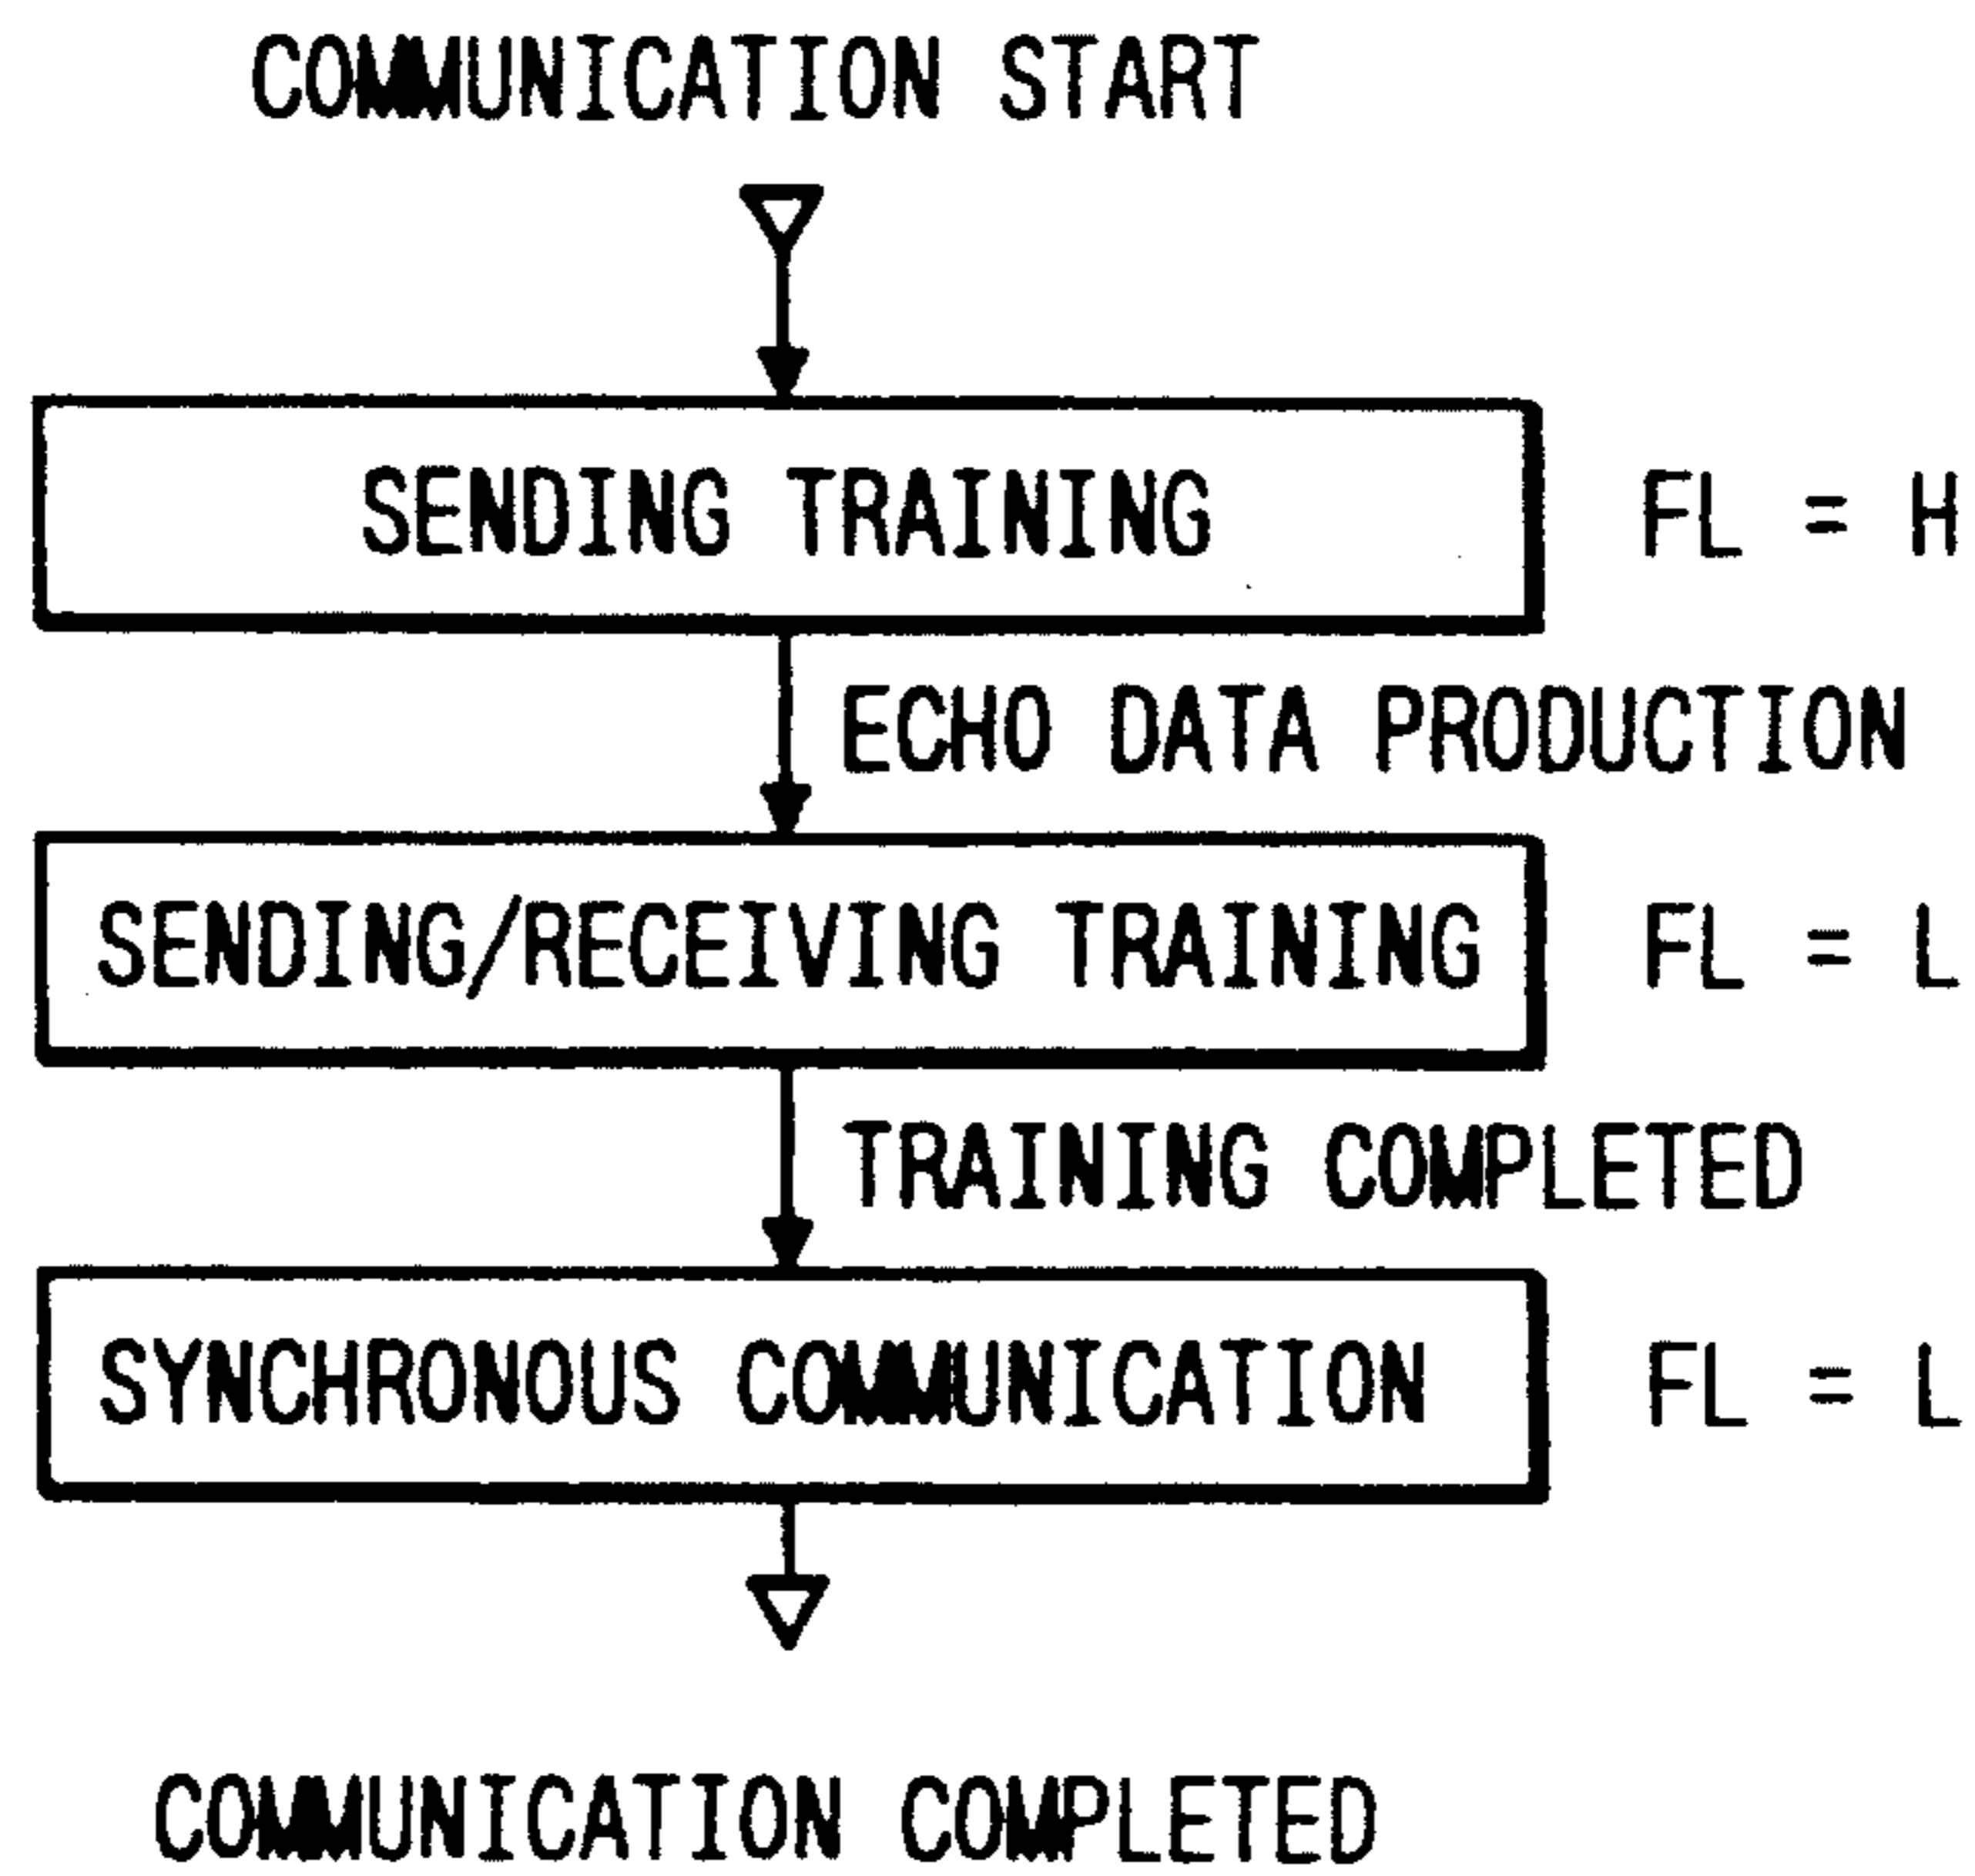 COMMUNICATION START
SENDING TRAINING FL = H
ECHO DATA PRODUCTION
SENDING/RECEIVING TRAINING FL = L
TRAINING COMPLETED
SYNCHRONOUS COMMUNICATION FL = L
COMMUNICATION COMPLETED